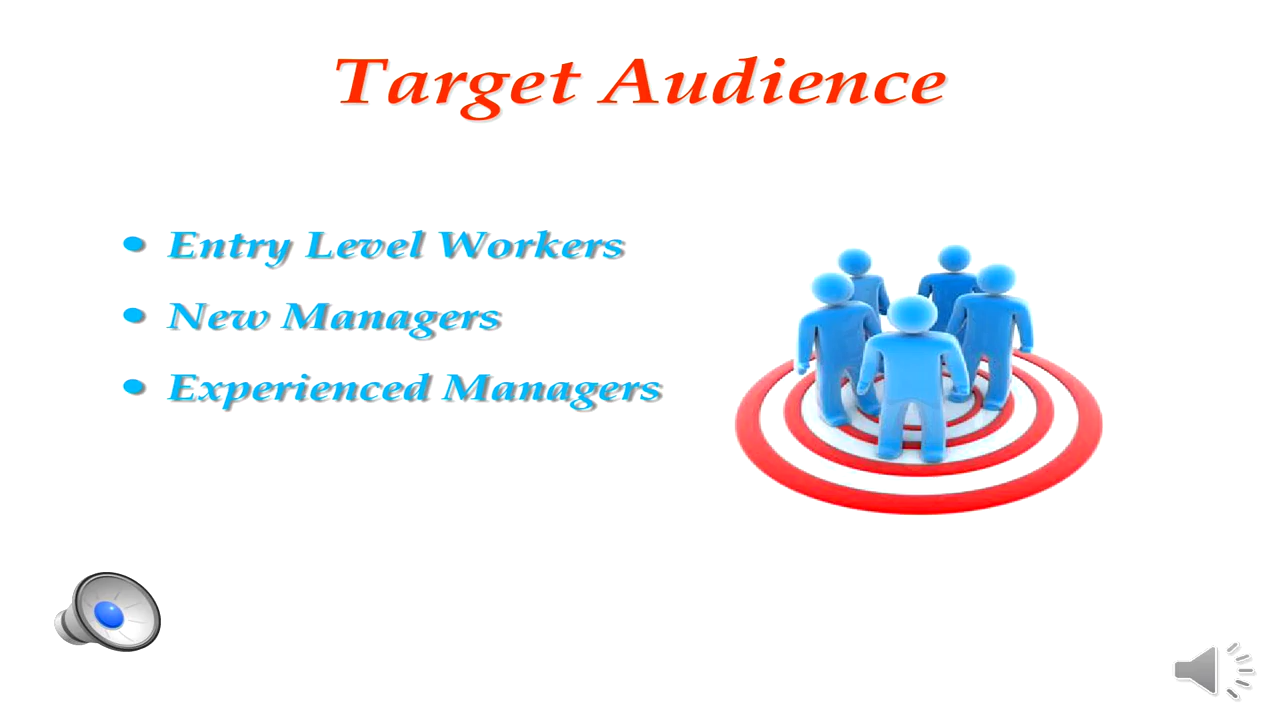 Target Audience
• Entry Level Workers
• New Managers
• Experienced Managers